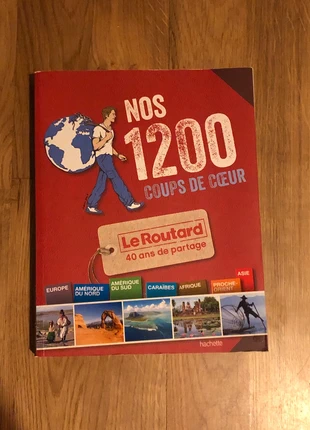 NOS
1200
COUPS DE CŒUR
Le Routard
40 ans de partage
EUROPE
AMÉRIQUE
DU NORD
AMÉRIQUE
DU SUD
CARAÏBES
AFRIQUE
PROCHE-
ORIENT
ASIE
hachette